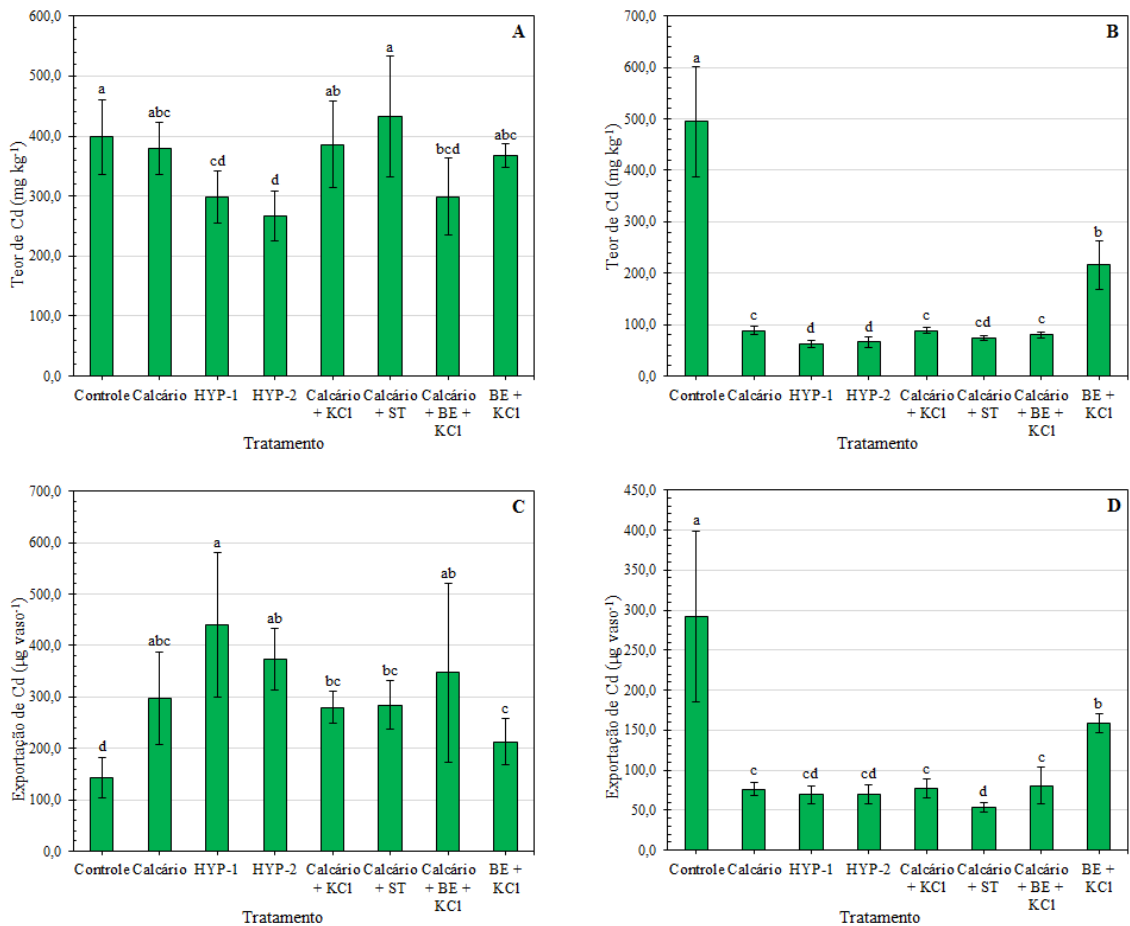 A
Teor de Cd (mg kg⁻¹)
600,0
500,0
400,0
300,0
200,0
100,0
0,0
a
abc
cd
d
ab
a
bcd
abc
Controle Calcário HYP-1 HYP-2 Calcário Calcário Calcário BE +
+ KCl + ST + BE + KCl
KCl
Tratamento
B
Teor de Cd (mg kg⁻¹)
700,0
600,0
500,0
400,0
300,0
200,0
100,0
0,0
a
c
d
d
c
cd
c
b
Controle Calcário HYP-1 HYP-2 Calcário Calcário Calcário BE +
+ KCl + ST + BE + KCl
KCl
Tratamento
C
Exportação de Cd (µg vaso⁻¹)
700,0
600,0
500,0
400,0
300,0
200,0
100,0
0,0
d
abc
a
ab
bc
bc
ab
c
Controle Calcário HYP-1 HYP-2 Calcário Calcário Calcário BE +
+ KCl + ST + BE + KCl
KCl
Tratamento
D
Exportação de Cd (µg vaso⁻¹)
450,0
400,0
350,0
300,0
250,0
200,0
150,0
100,0
50,0
0,0
a
c
cd
cd
c
d
c
b
Controle Calcário HYP-1 HYP-2 Calcário Calcário Calcário BE +
+ KCl + ST + BE + KCl
KCl
Tratamento